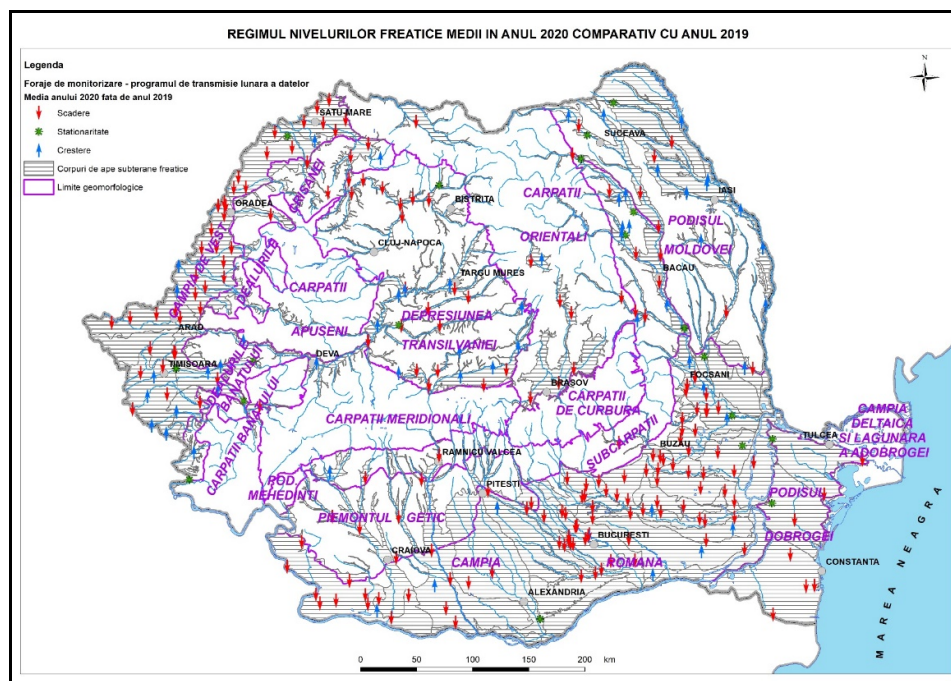 REGIMUL NIVELURILOR FREATICE MEDII IN ANUL 2020 COMPARATIV CU ANUL 2019
Legenda
Foraje de monitorizare - programul de transmisie lunara a datelor
Media anului 2020 fata de anul 2019
Scadere
Stationaritate
Crestere
Corpuri de ape subterane freatice
Limite geomorfologice
N
SATU-MARE
SUCEAVA
IASI
ORADEA
CRISANEI
BISTRITA
CARPATII
ORIENTALI
PODISUL
MOLDOVEI
CLUJ-NAPOCA
CAMPIA DE VEST
DEALURILE
TARGU MURES
BACAU
CARPATII
APUSENI
DEPRESIUNEA
TRANSILVANIEI
ARAD
DEVA
TIMISOARA
DEALURILE
BANATULUI
CARPATII BANATULUI
FOCSANI
BRASOV
CARPATII
DE CURBURA
CARPATII MERIDIONALI
SUBCARPATII
BUZAU
TULCEA
CAMPIA
DELTAICA
SI LAGUNARA
A ADOBROGEI
RAMNICU VALCEA
PITESTI
POD.
MEHEDINTI
PIEMONTUL GETIC
PODISUL
DOBROGEI
BUCURESTI
CRAIOVA
CAMPIA
ROMANA
CONSTANTA
ALEXANDRIA
MAREA NEAGRA
0 50 100 150 200 km